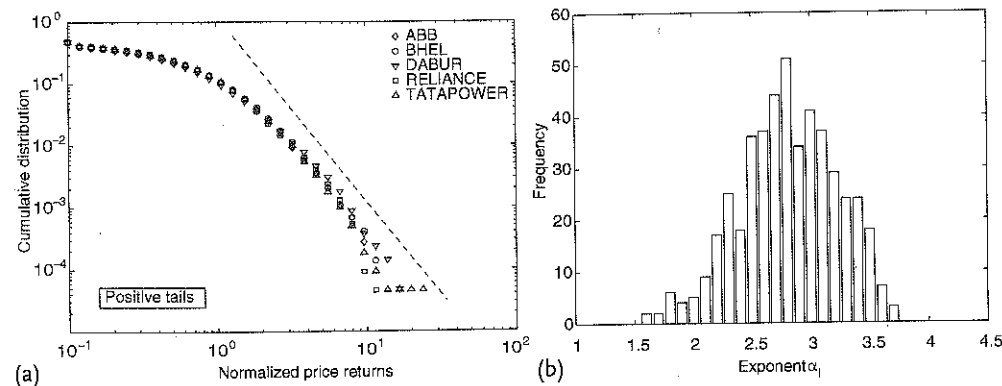 Cumulative distribution
10^0
10^-1
10^-2
10^-3
10^-4
ABB
BHEL
DABUR
RELIANCE
TATAPOWER
Positive tails
10^-1
10^0
10^1
10^2
Normalized price returns
(a)
Frequency
60
50
40
30
20
10
0
1
1.5
2
2.5
3
3.5
4
4.5
Exponent α_l
(b)